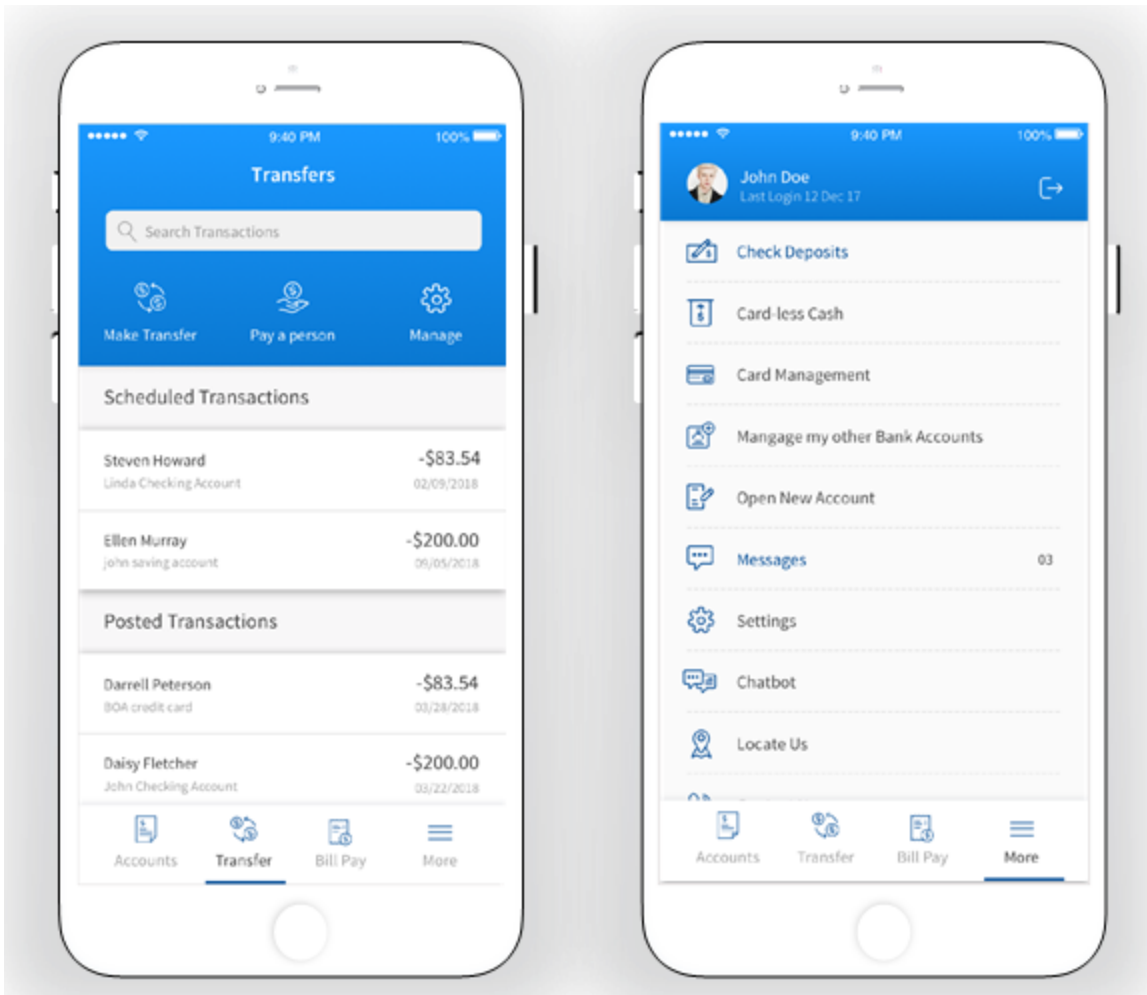 9:40 PM 100%
Transfers
Search Transactions
Make Transfer Pay a person Manage
Scheduled Transactions
Steven Howard -$83.54
Linda Checking Account 02/09/2018
Ellen Murray -$200.00
john saving account 09/05/2018
Posted Transactions
Darrell Peterson -$83.54
BOA credit card 03/28/2018
Daisy Fletcher -$200.00
John Checking Account 03/22/2018
Accounts Transfer Bill Pay More
9:40 PM 100%
John Doe
Last Login 12 Dec 17
Check Deposits
Card-less Cash
Card Management
Mangage my other Bank Accounts
Open New Account
Messages 03
Settings
Chatbot
Locate Us
Accounts Transfer Bill Pay More